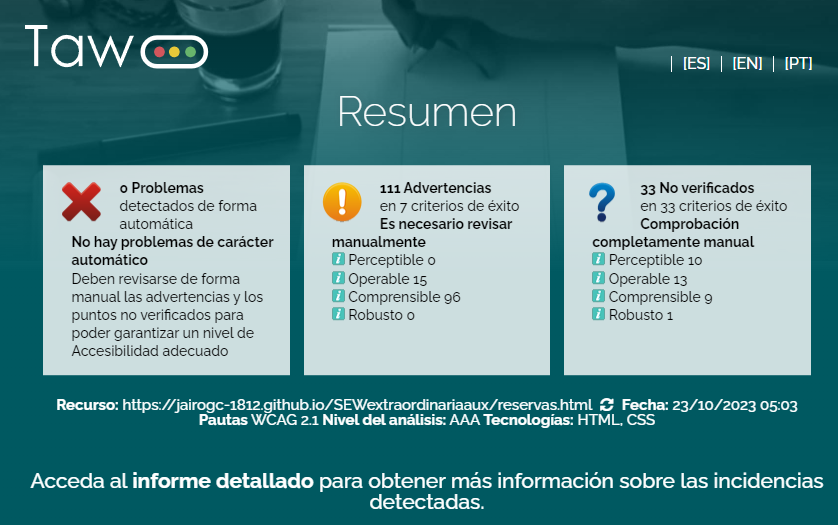 Taw
| [ES] | [EN] | [PT]
Resumen
0 Problemas
detectados de forma
automática
No hay problemas de carácter
automático
Deben revisarse de forma
manual las advertencias y los
puntos no verificados para
poder garantizar un nivel de
Accesibilidad adecuado
111 Advertencias
en 7 criterios de éxito
Es necesario revisar
manualmente
Perceptible 0
Operable 15
Comprensible 96
Robusto 0
33 No verificados
en 33 criterios de éxito
Comprobación
completamente manual
Perceptible 10
Operable 13
Comprensible 9
Robusto 1
Recurso: https://jairogc-1812.github.io/SEWextraordinariaaux/reservas.html Fecha: 23/10/2023 05:03
Pautas WCAG 2.1 Nivel del análisis: AAA Tecnologías: HTML, CSS
Acceda al informe detallado para obtener más información sobre las incidencias
detectadas.